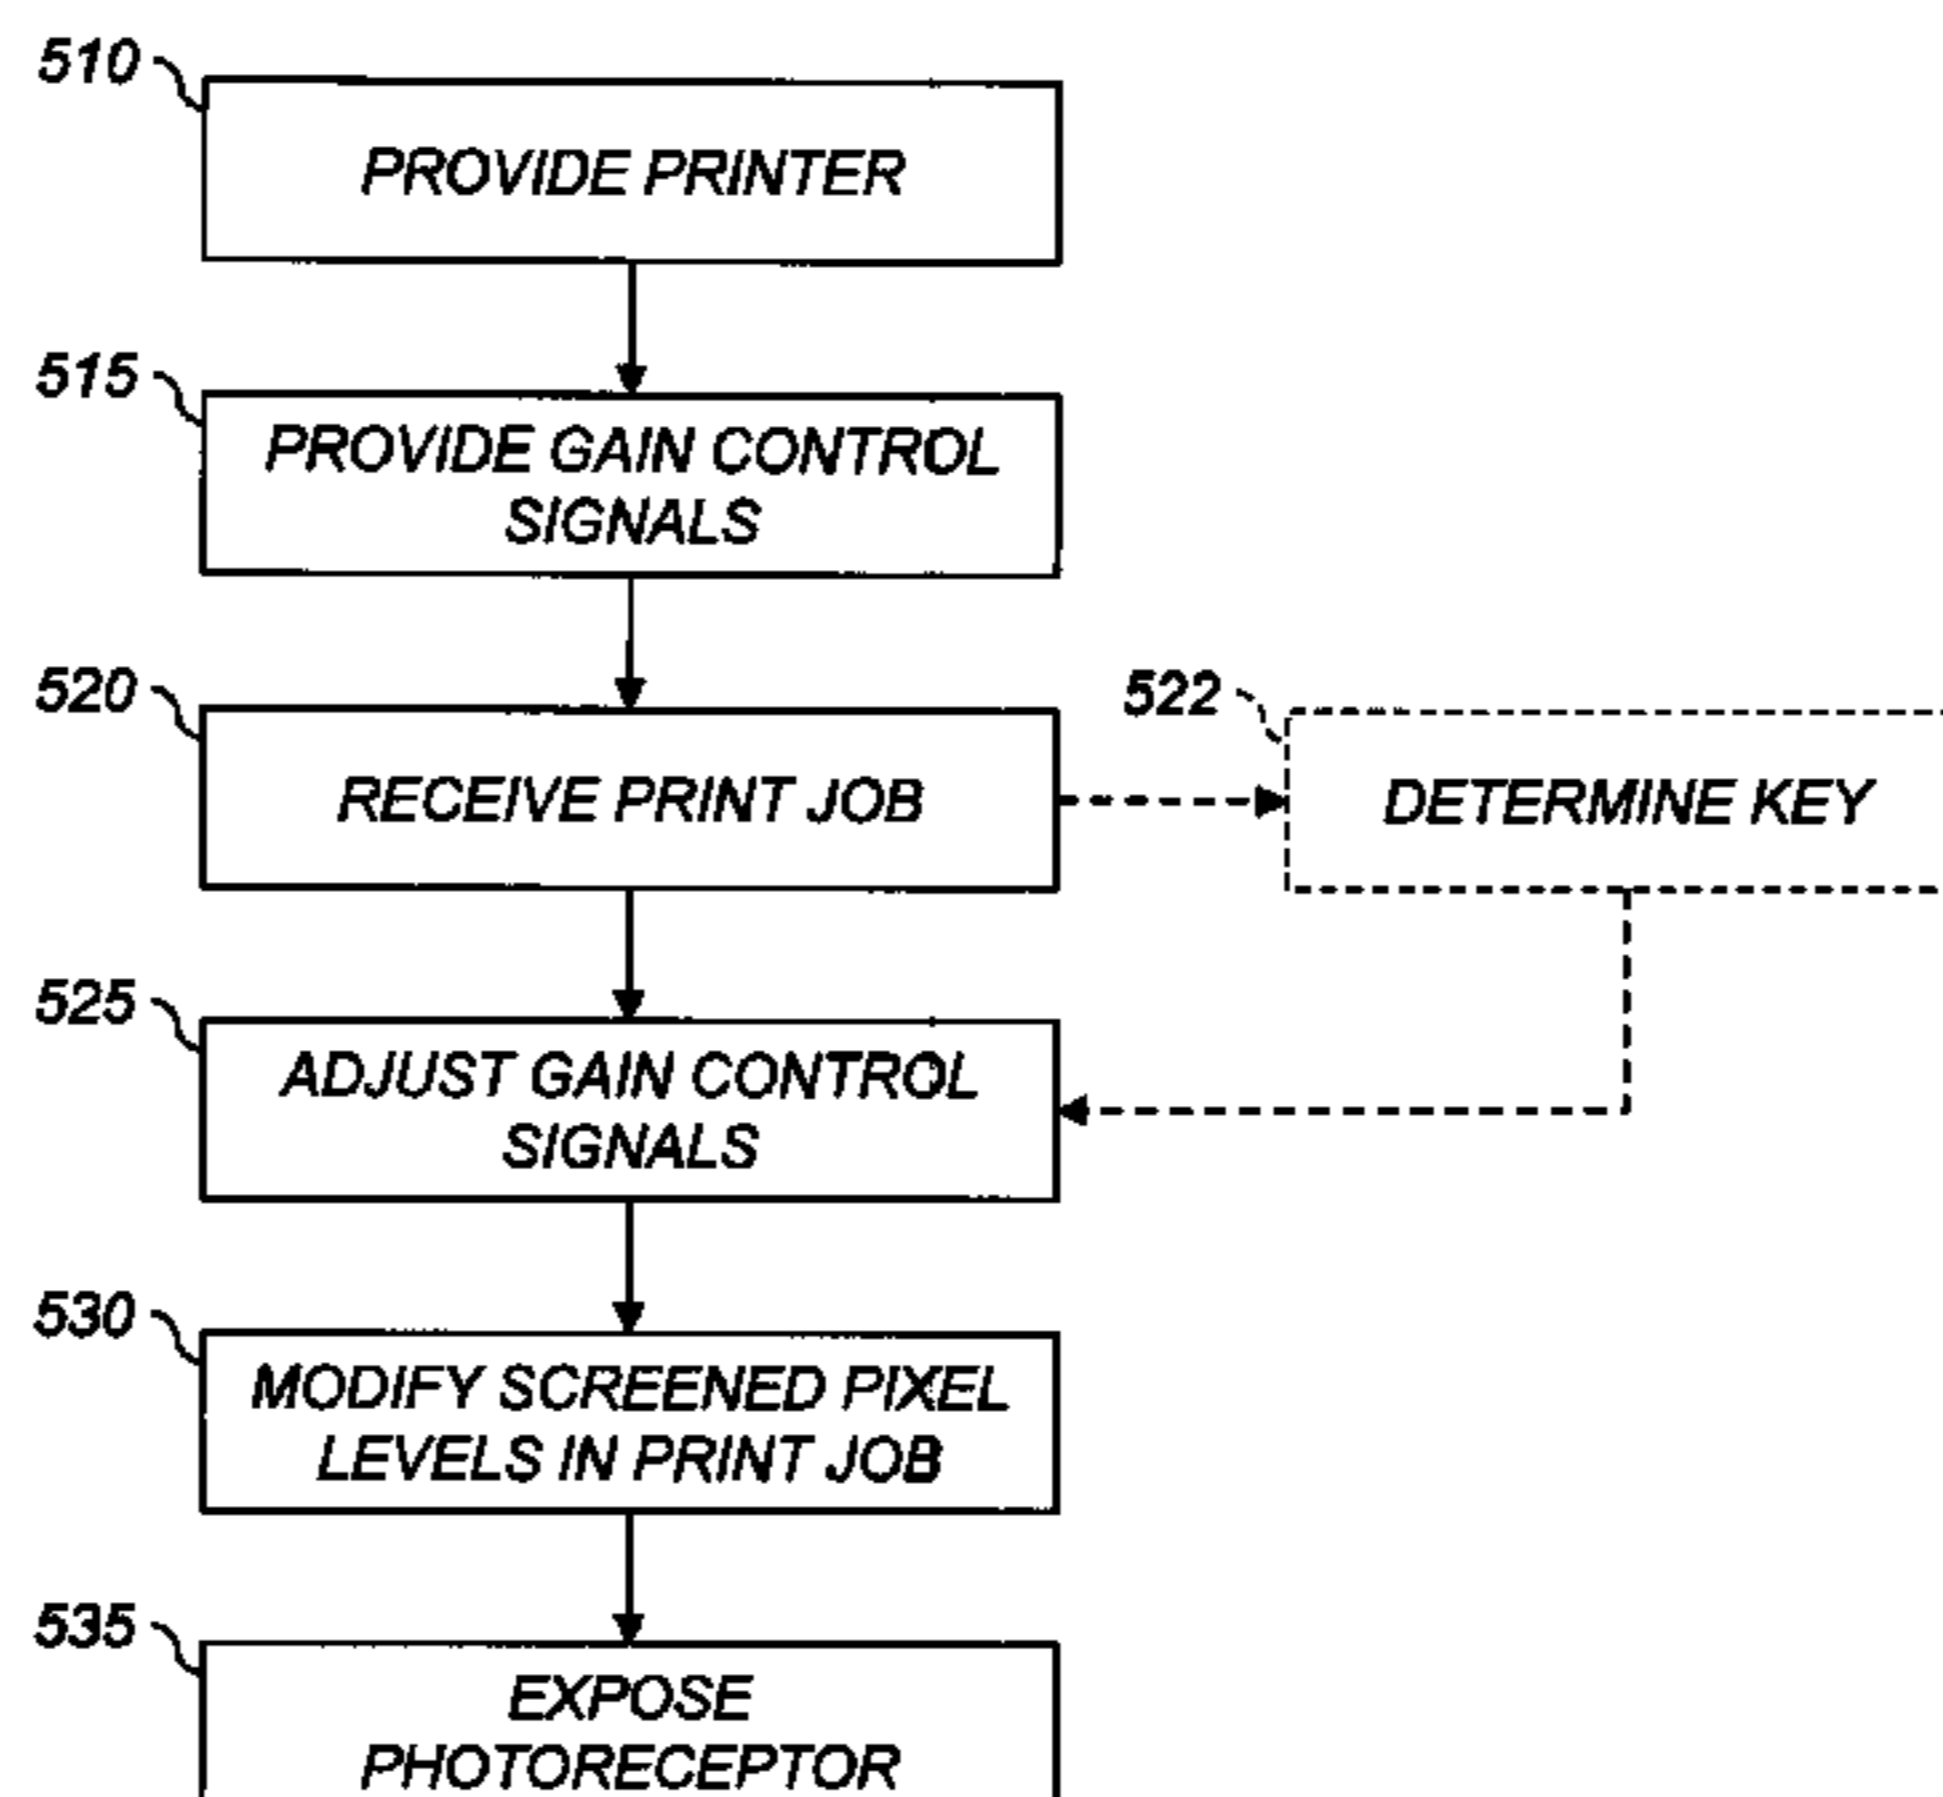 510
PROVIDE PRINTER
515
PROVIDE GAIN CONTROL
SIGNALS
520
RECEIVE PRINT JOB
522
DETERMINE KEY
525
ADJUST GAIN CONTROL
SIGNALS
530
MODIFY SCREENED PIXEL
LEVELS IN PRINT JOB
535
EXPOSE
PHOTORECEPTOR